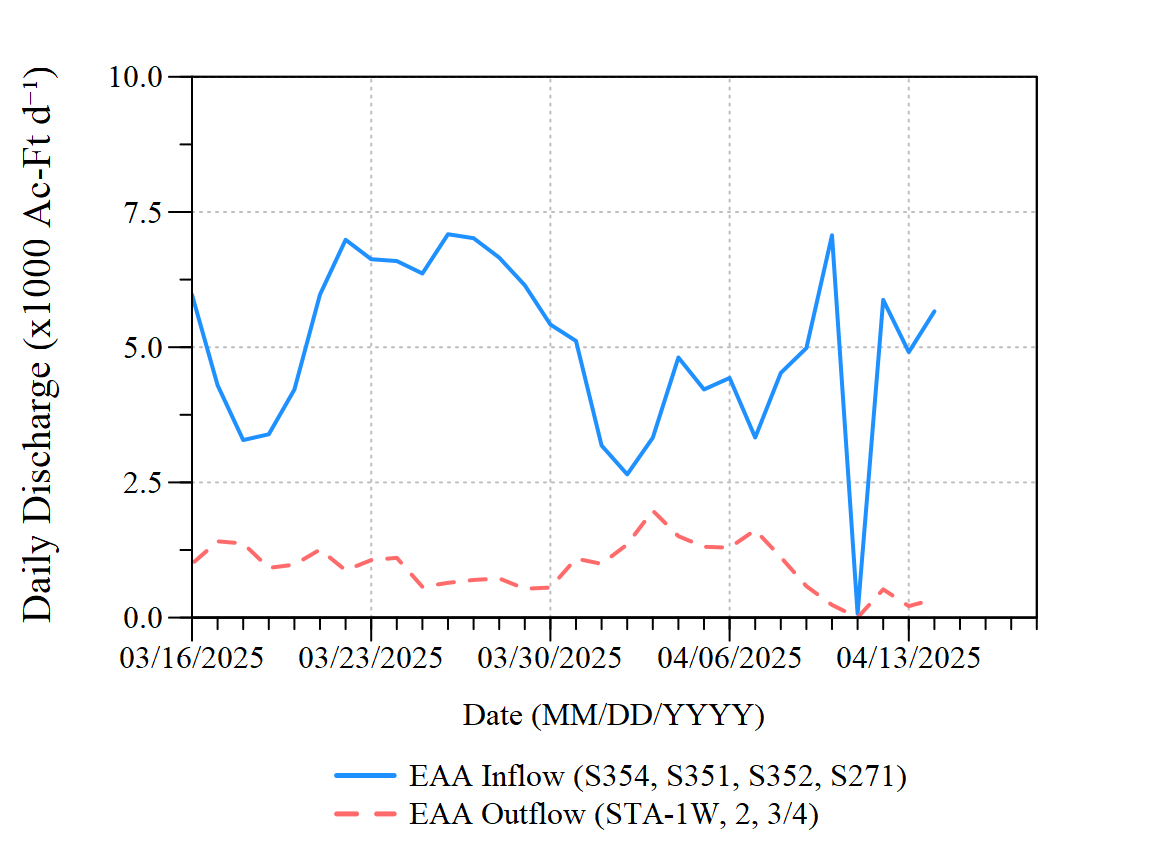 Daily Discharge (x1000 Ac-Ft d⁻¹)
10.0
7.5
5.0
2.5
0.0
03/16/2025 03/23/2025 03/30/2025 04/06/2025 04/13/2025
Date (MM/DD/YYYY)
EAA Inflow (S354, S351, S352, S271)
EAA Outflow (STA-1W, 2, 3/4)